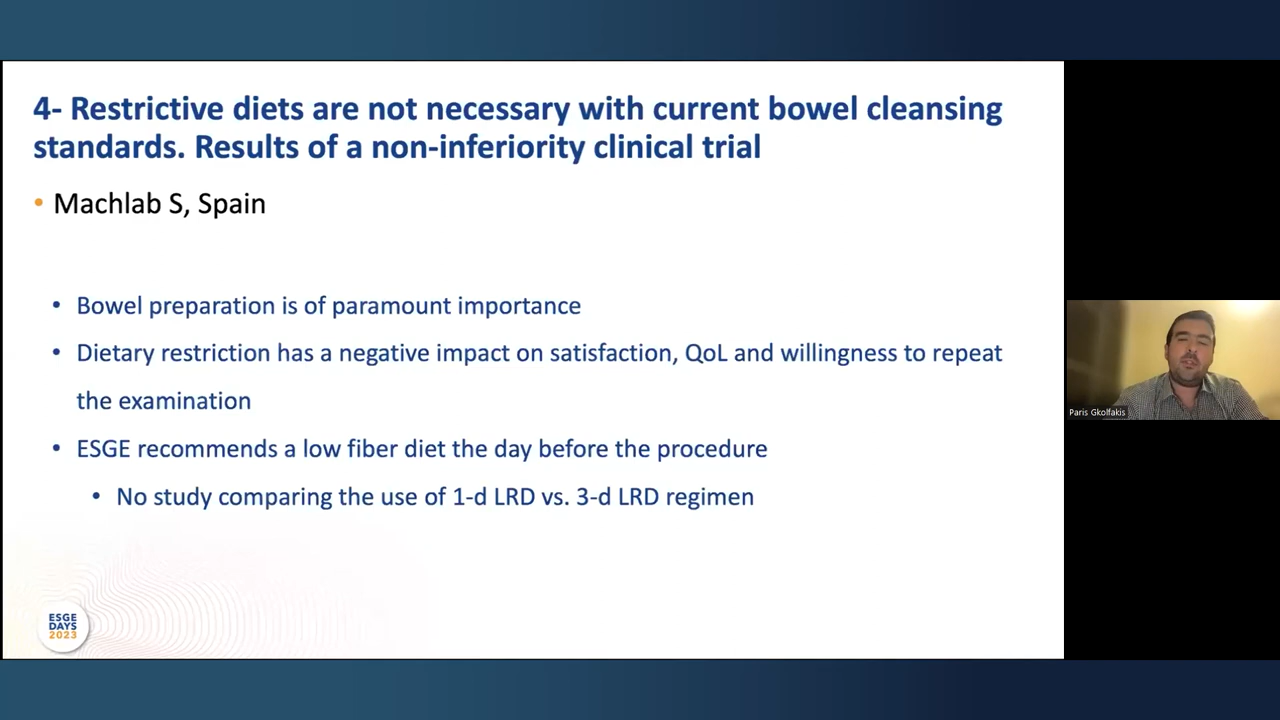 4- Restrictive diets are not necessary with current bowel cleansing
standards. Results of a non-inferiority clinical trial
• Machlab S, Spain
• Bowel preparation is of paramount importance
• Dietary restriction has a negative impact on satisfaction, QoL and willingness to repeat
the examination
• ESGE recommends a low fiber diet the day before the procedure
• No study comparing the use of 1-d LRD vs. 3-d LRD regimen
ESGE
DAYS
2023
Paris Gkolfakis